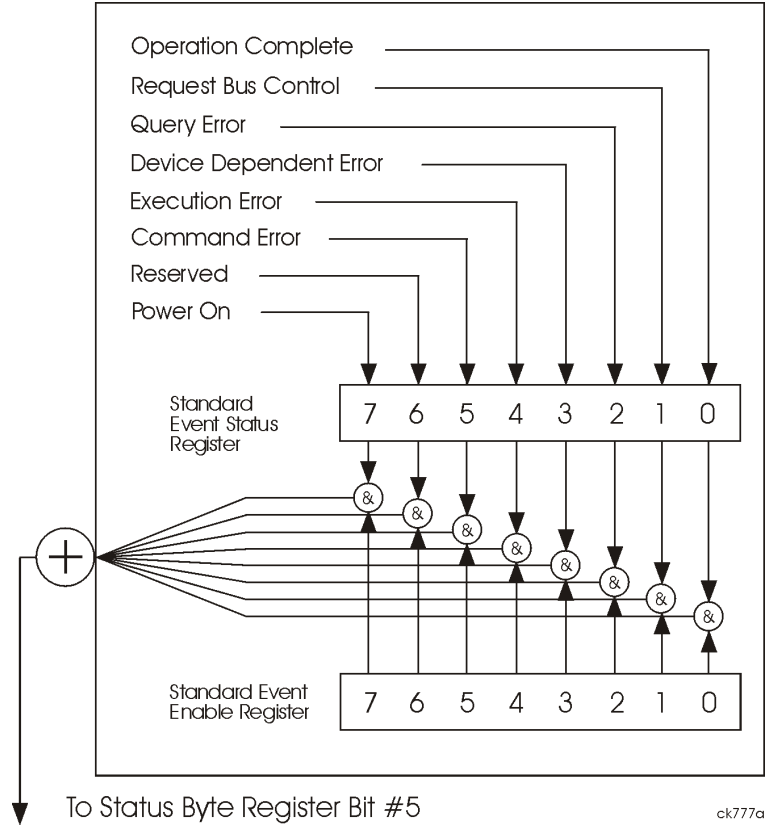 Operation Complete
Request Bus Control
Query Error
Device Dependent Error
Execution Error
Command Error
Reserved
Power On
Standard
Event Status
Register
7 6 5 4 3 2 1 0
&
&
&
&
&
&
&
&
+
Standard Event
Enable Register
7 6 5 4 3 2 1 0
To Status Byte Register Bit #5
ck777a